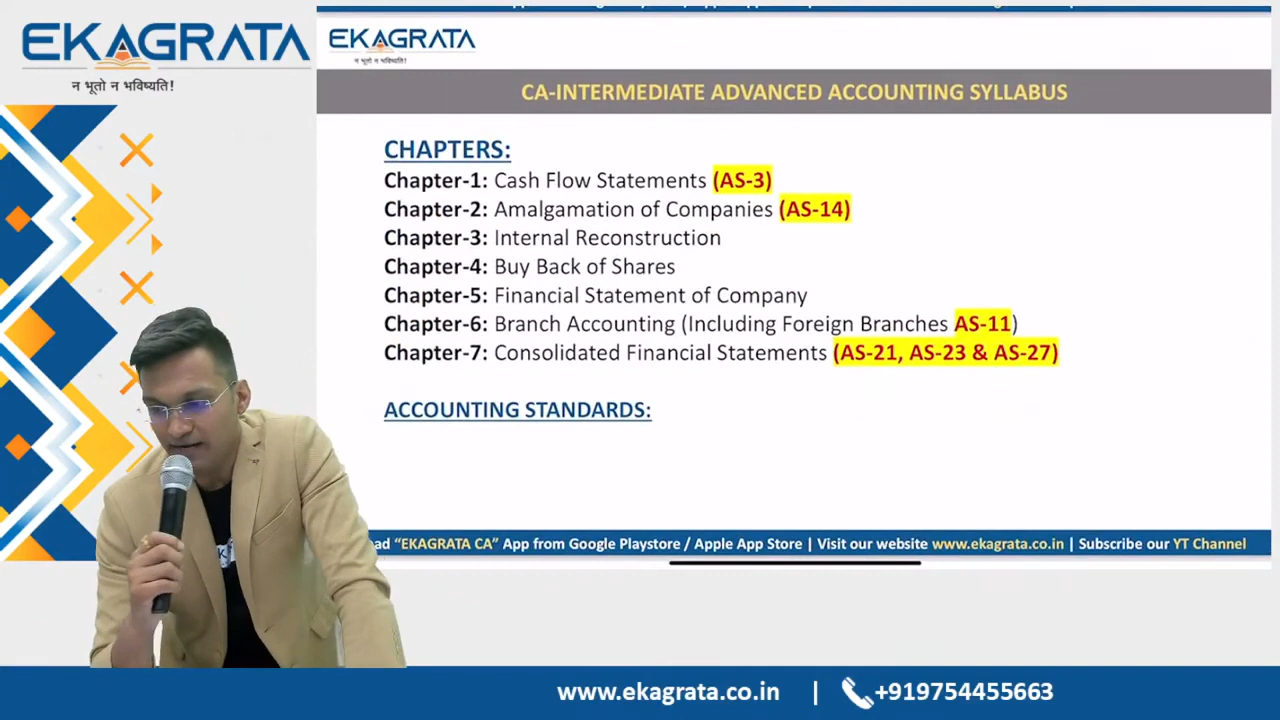 EKAGRATA
न भूतो न भविष्यति!
EKAGRATA
न भूतो न भविष्यति!
CA-INTERMEDIATE ADVANCED ACCOUNTING SYLLABUS
CHAPTERS:
Chapter-1: Cash Flow Statements (AS-3)
Chapter-2: Amalgamation of Companies (AS-14)
Chapter-3: Internal Reconstruction
Chapter-4: Buy Back of Shares
Chapter-5: Financial Statement of Company
Chapter-6: Branch Accounting (Including Foreign Branches AS-11)
Chapter-7: Consolidated Financial Statements (AS-21, AS-23 & AS-27)
ACCOUNTING STANDARDS:
ad "EKAGRATA CA" App from Google Playstore / Apple App Store | Visit our website www.ekagrata.co.in | Subscribe our YT Channel
www.ekagrata.co.in | +919754455663